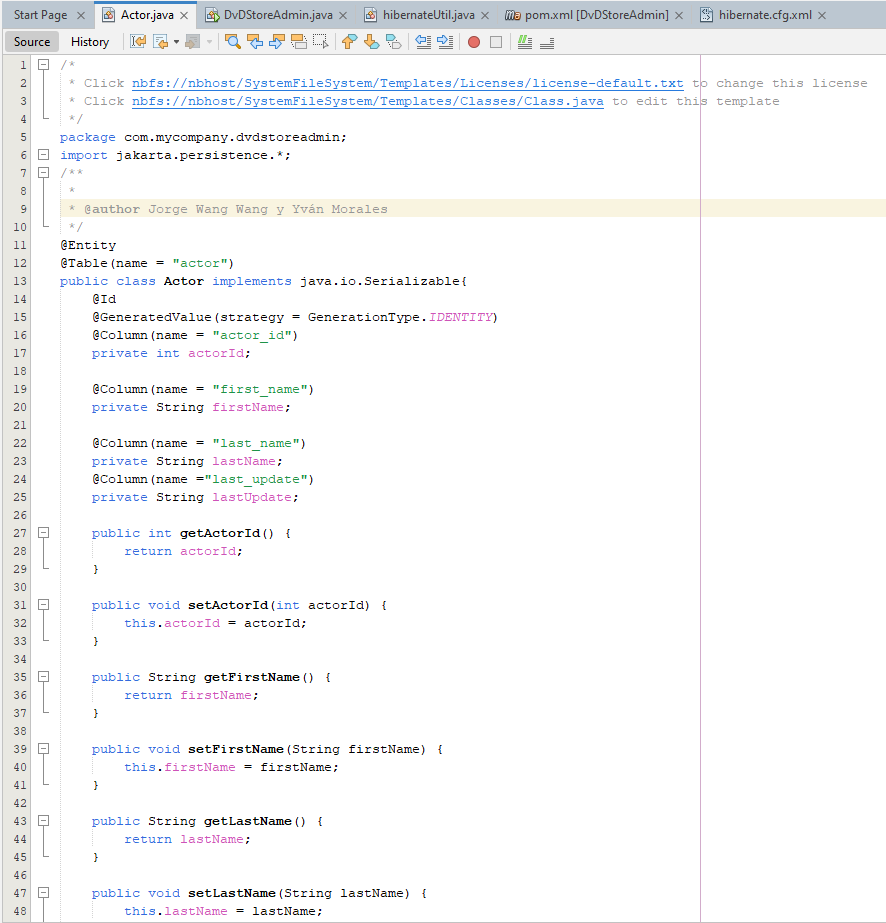 Start Page Actor.java DvDStoreAdmin.java hibernateUtil.java pom.xml [DvDStoreAdmin] hibernate.cfg.xml
Source History
1 /*
2  * Click nbfs://nbhost/SystemFileSystem/Templates/Licenses/license-default.txt to change this license
3  * Click nbfs://nbhost/SystemFileSystem/Templates/Classes/Class.java to edit this template
4  */
5 package com.mycompany.dvdstoreadmin;
6 import jakarta.persistence.*;
7 /**
8  *
9  * @author Jorge Wang Wang y Yván Morales
10  */
11 @Entity
12 @Table(name = "actor")
13 public class Actor implements java.io.Serializable{
14     @Id
15     @GeneratedValue(strategy = GenerationType.IDENTITY)
16     @Column(name = "actor_id")
17     private int actorId;
18
19     @Column(name = "first_name")
20     private String firstName;
21
22     @Column(name = "last_name")
23     private String lastName;
24     @Column(name ="last_update")
25     private String lastUpdate;
26
27     public int getActorId() {
28         return actorId;
29     }
30
31     public void setActorId(int actorId) {
32         this.actorId = actorId;
33     }
34
35     public String getFirstName() {
36         return firstName;
37     }
38
39     public void setFirstName(String firstName) {
40         this.firstName = firstName;
41     }
42
43     public String getLastName() {
44         return lastName;
45     }
46
47     public void setLastName(String lastName) {
48         this.lastName = lastName;